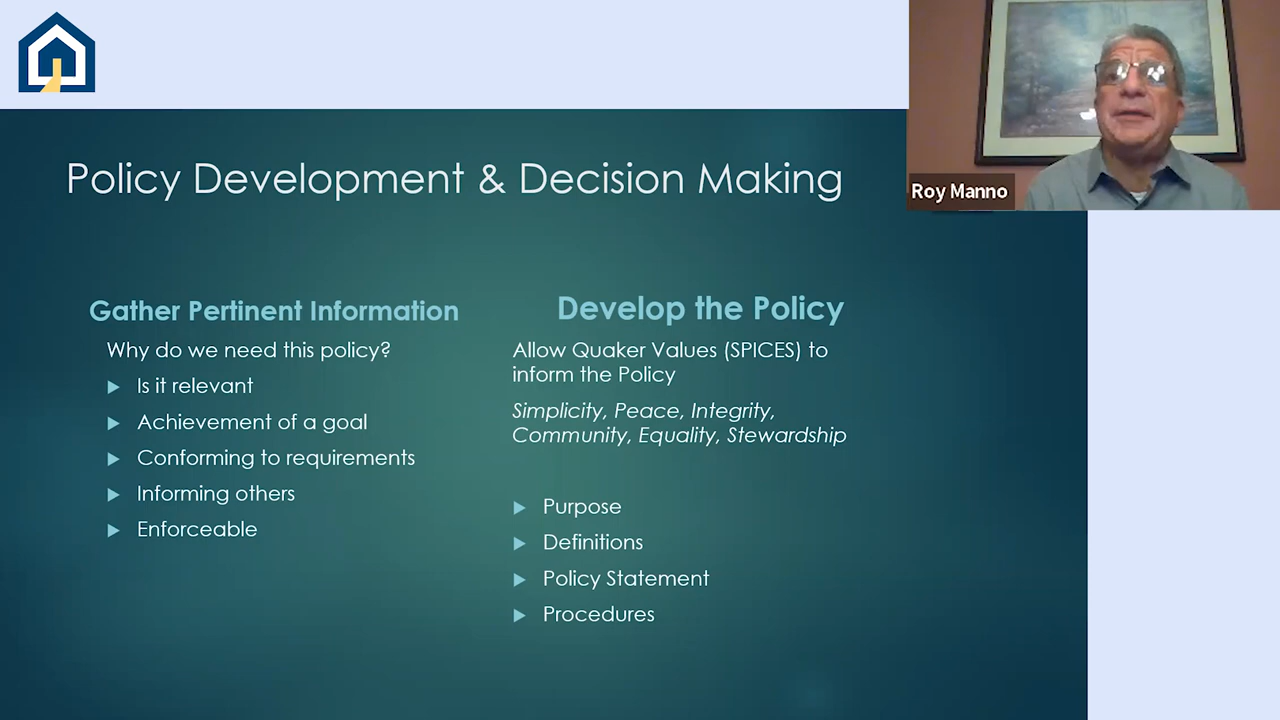 Policy Development & Decision Making
Roy Manno
Gather Pertinent Information
Why do we need this policy?
Is it relevant
Achievement of a goal
Conforming to requirements
Informing others
Enforceable
Develop the Policy
Allow Quaker Values (SPICES) to
inform the Policy
Simplicity, Peace, Integrity,
Community, Equality, Stewardship
Purpose
Definitions
Policy Statement
Procedures